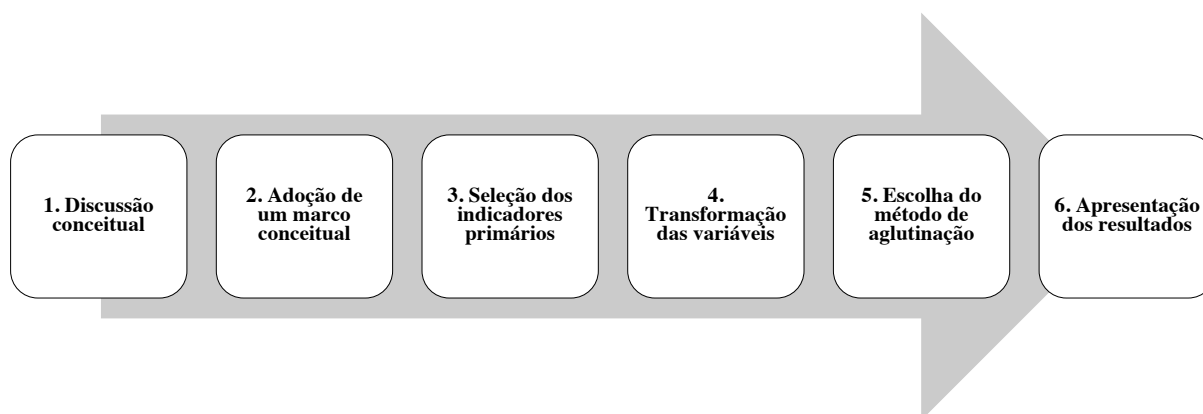 1. Discussão
conceitual
2. Adoção de
um marco
conceitual
3. Seleção dos
indicadores
primários
4.
Transformação
das variáveis
5. Escolha do
método de
aglutinação
6. Apresentação
dos resultados